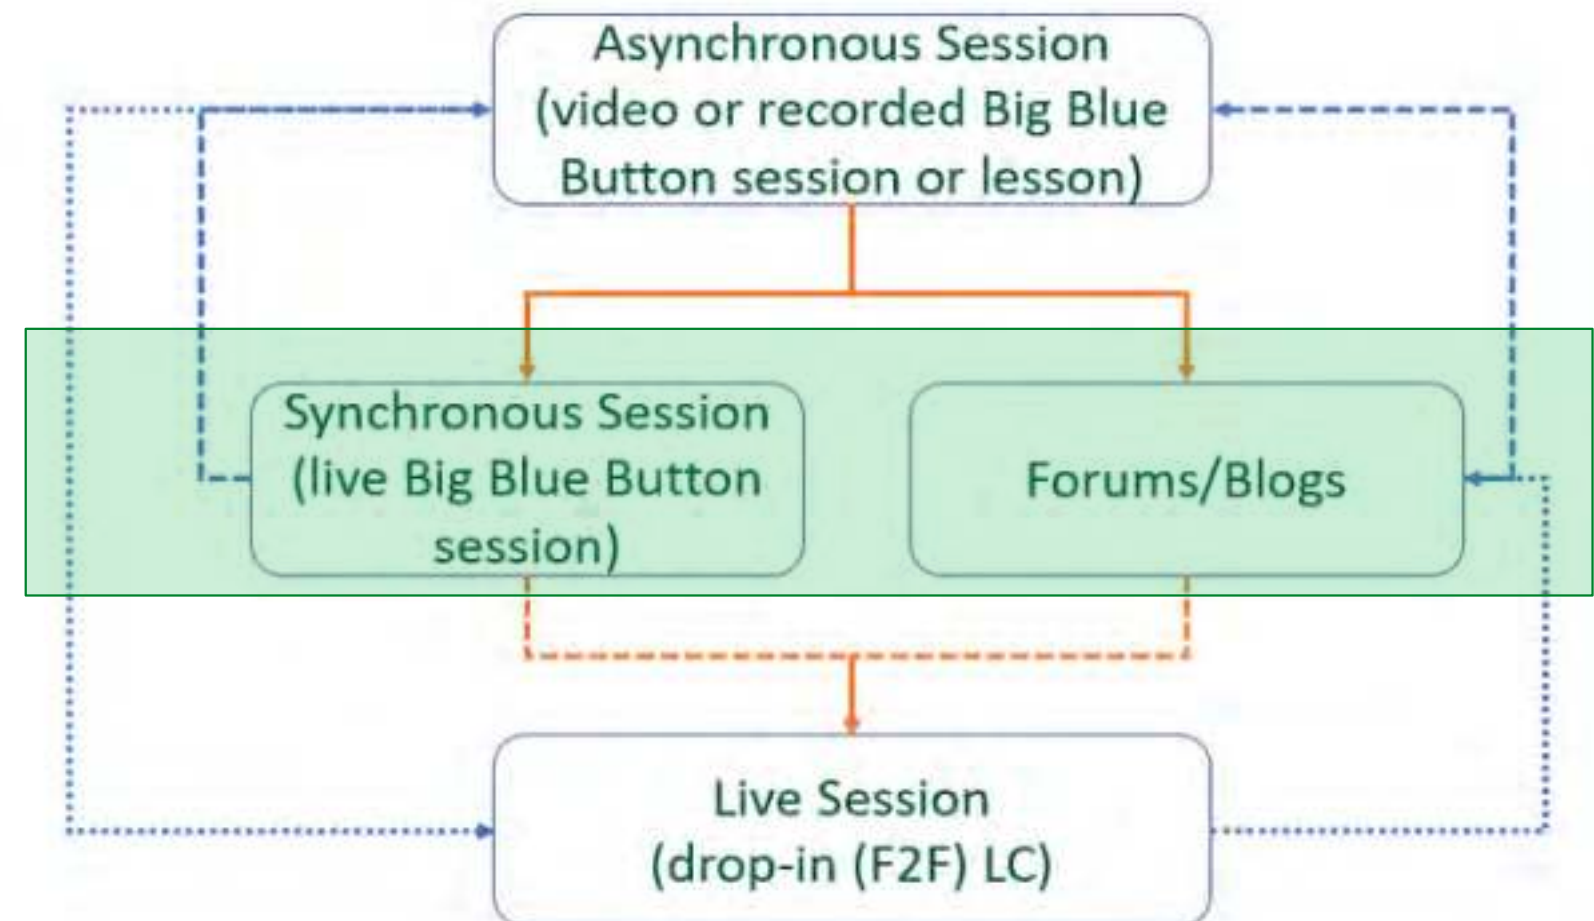 Asynchronous Session
(video or recorded Big Blue
Button session or lesson)
Synchronous Session
(live Big Blue Button
session)
Forums/Blogs
Live Session
(drop-in (F2F) LC)